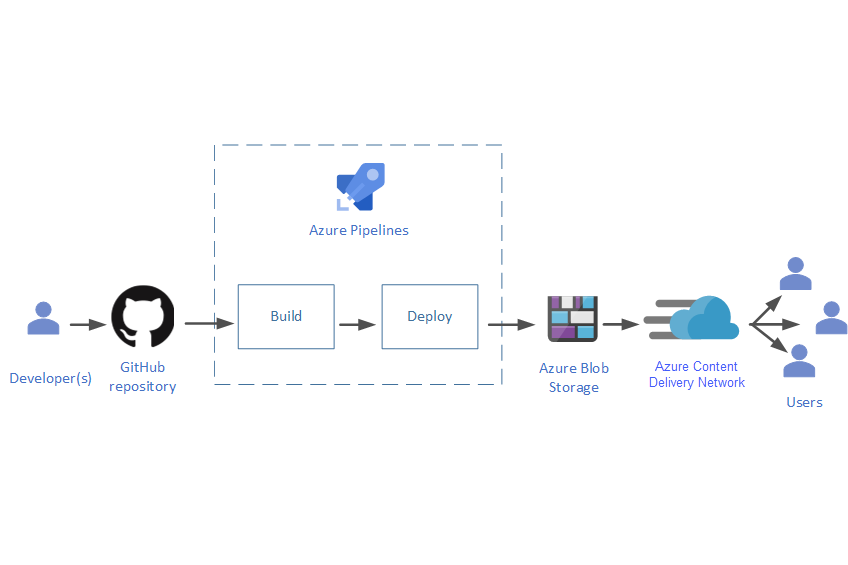 Azure Pipelines
Build
Deploy
Developer(s)
GitHub
repository
Azure Blob
Storage
Azure Content
Delivery Network
Users